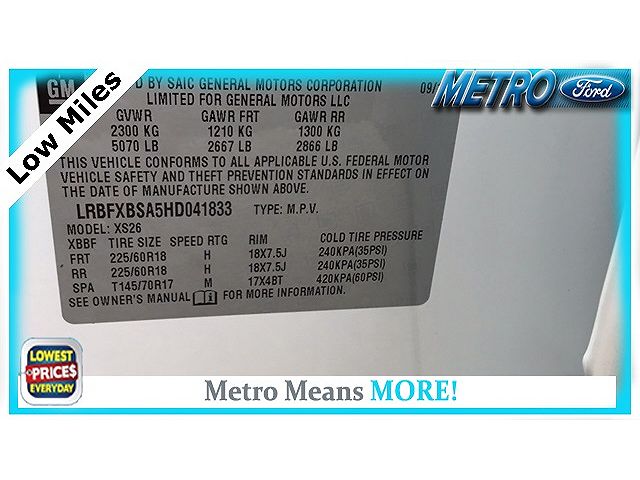 Low Miles
GM
D BY SAIC GENERAL MOTORS CORPORATION 09/
LIMITED FOR GENERAL MOTORS LLC
GVWR GAWR FRT GAWR RR
2300 KG 1210 KG 1300 KG
5070 LB 2667 LB 2866 LB
THIS VEHICLE CONFORMS TO ALL APPLICABLE U.S. FEDERAL MOTOR
VEHICLE SAFETY AND THEFT PREVENTION STANDARDS IN EFFECT ON
THE DATE OF MANUFACTURE SHOWN ABOVE.
LRBFXBSA5HD041833 TYPE: M.P.V.
MODEL: XS26
XBBF TIRE SIZE SPEED RTG RIM COLD TIRE PRESSURE
FRT 225/60R18 H 18X7.5J 240KPA(35PSI)
RR 225/60R18 H 18X7.5J 240KPA(35PSI)
SPA T145/70R17 M 17X4BT 420KPA(60PSI)
SEE OWNER'S MANUAL FOR MORE INFORMATION.
METRO Ford
LOWEST
PRICES
EVERYDAY
Metro Means MORE!